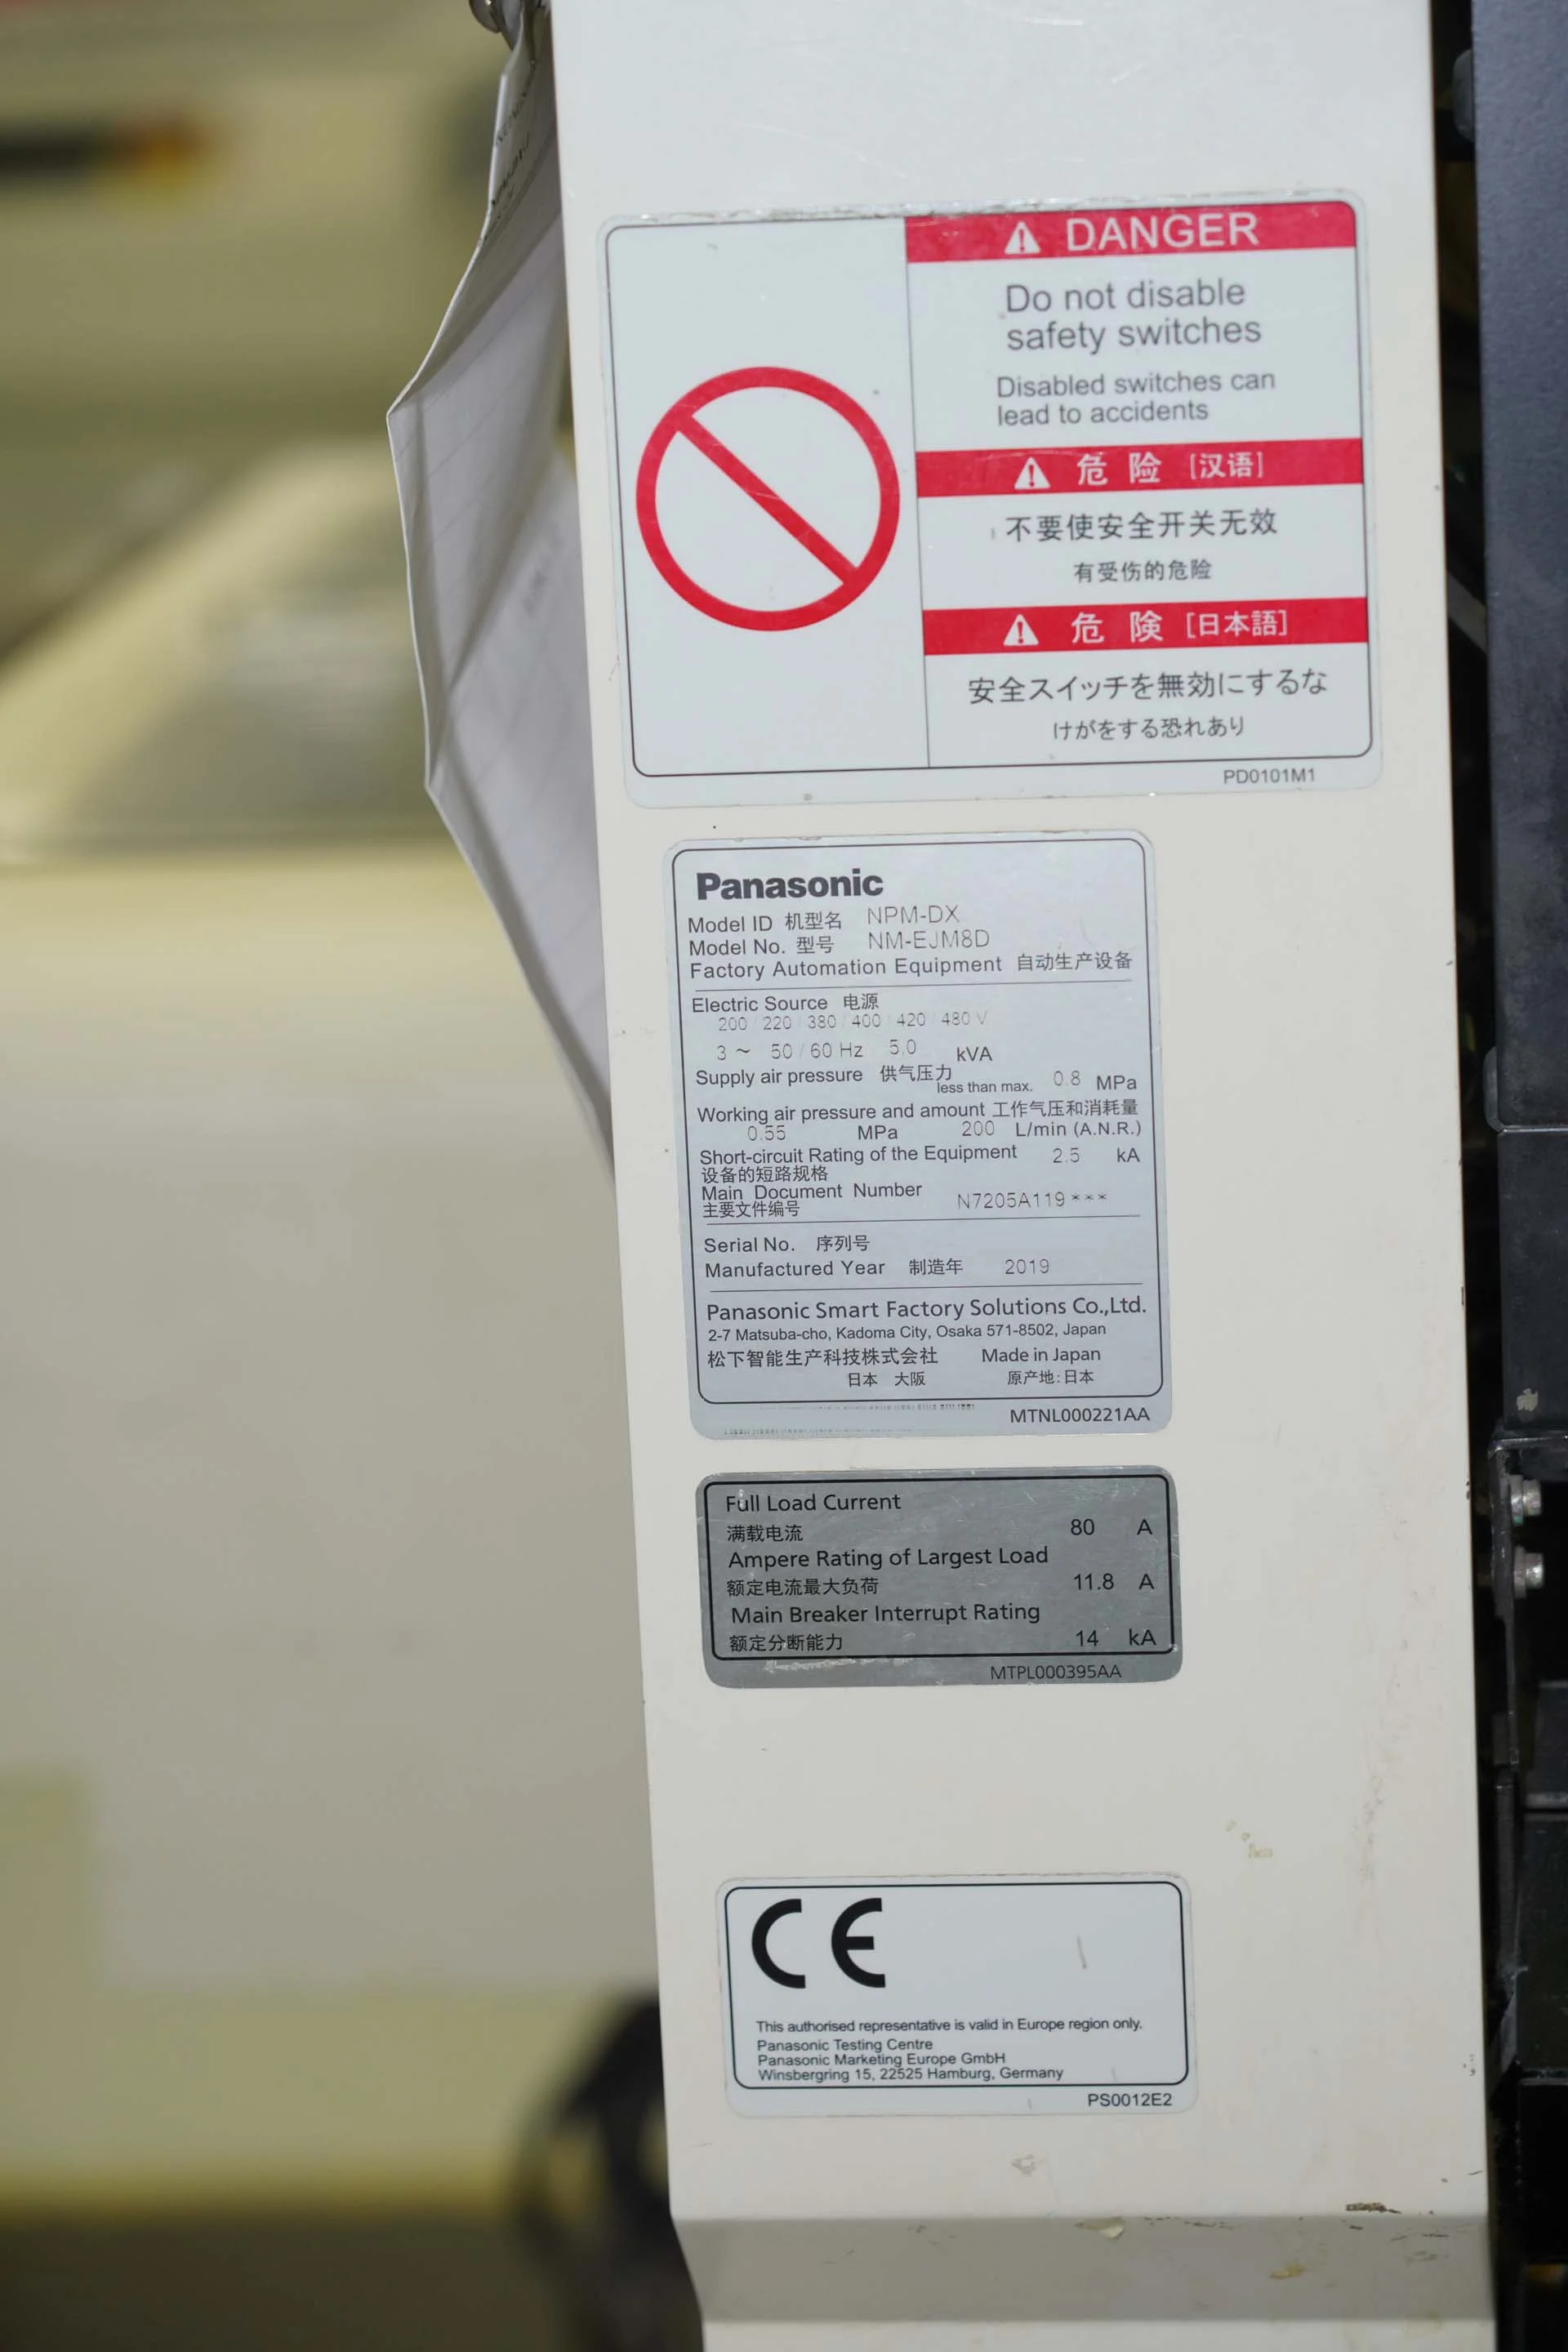 DANGER
Do not disable
safety switches
Disabled switches can
lead to accidents
危险 [汉语]
不要使安全开关无效
有受伤的危险
危険 [日本語]
安全スイッチを無効にするな
けがをする恐れあり
PD0101M1
Panasonic
Model ID 机型名 NPM-DX
Model No. 型号 NM-EJM8D
Factory Automation Equipment 自动生产设备
Electric Source 电源
200 / 220 / 380 / 400 / 420 / 480 V
3 ~ 50 / 60 Hz 5.0 kVA
Supply air pressure 供气压力 less than max. 0.8 MPa
Working air pressure and amount 工作气压和消耗量
0.55 MPa 200 L/min (A.N.R.)
Short-circuit Rating of the Equipment 2.5 kA
设备的短路规格
Main Document Number
主要文件编号 N7205A119***
Serial No. 序列号
Manufactured Year 制造年 2019
Panasonic Smart Factory Solutions Co.,Ltd.
2-7 Matsuba-cho, Kadoma City, Osaka 571-8502, Japan
松下智能生产科技株式会社 Made in Japan
日本 大阪 原产地:日本
MTNL000221AA
Full Load Current
满载电流 80 A
Ampere Rating of Largest Load
额定电流最大负荷 11.8 A
Main Breaker Interrupt Rating
额定分断能力 14 kA
MTPL000395AA
CE
This authorised representative is valid in Europe region only.
Panasonic Testing Centre
Panasonic Marketing Europe GmbH
Winsbergring 15, 22525 Hamburg, Germany
PS0012E2